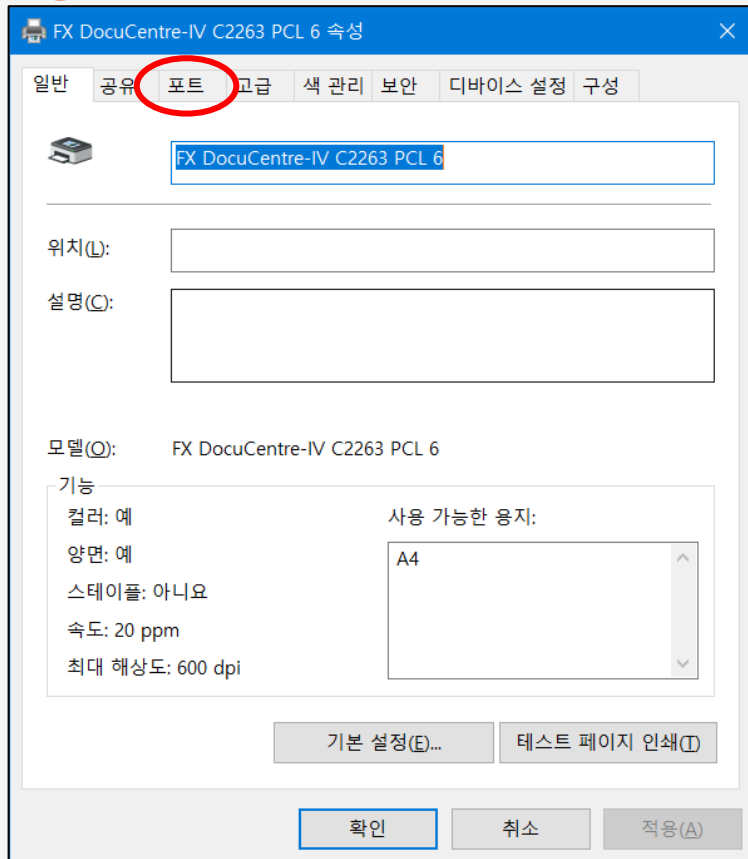 FX DocuCentre-IV C2263 PCL 6 속성
일반 공유 포트 고급 색 관리 보안 디바이스 설정 구성
FX DocuCentre-IV C2263 PCL 6
위치(L):
설명(C):
모델(O): FX DocuCentre-IV C2263 PCL 6
기능
컬러: 예 사용 가능한 용지:
양면: 예 A4
스테이플: 아니요
속도: 20 ppm
최대 해상도: 600 dpi
기본 설정(E)... 테스트 페이지 인쇄(T)
확인 취소 적용(A)